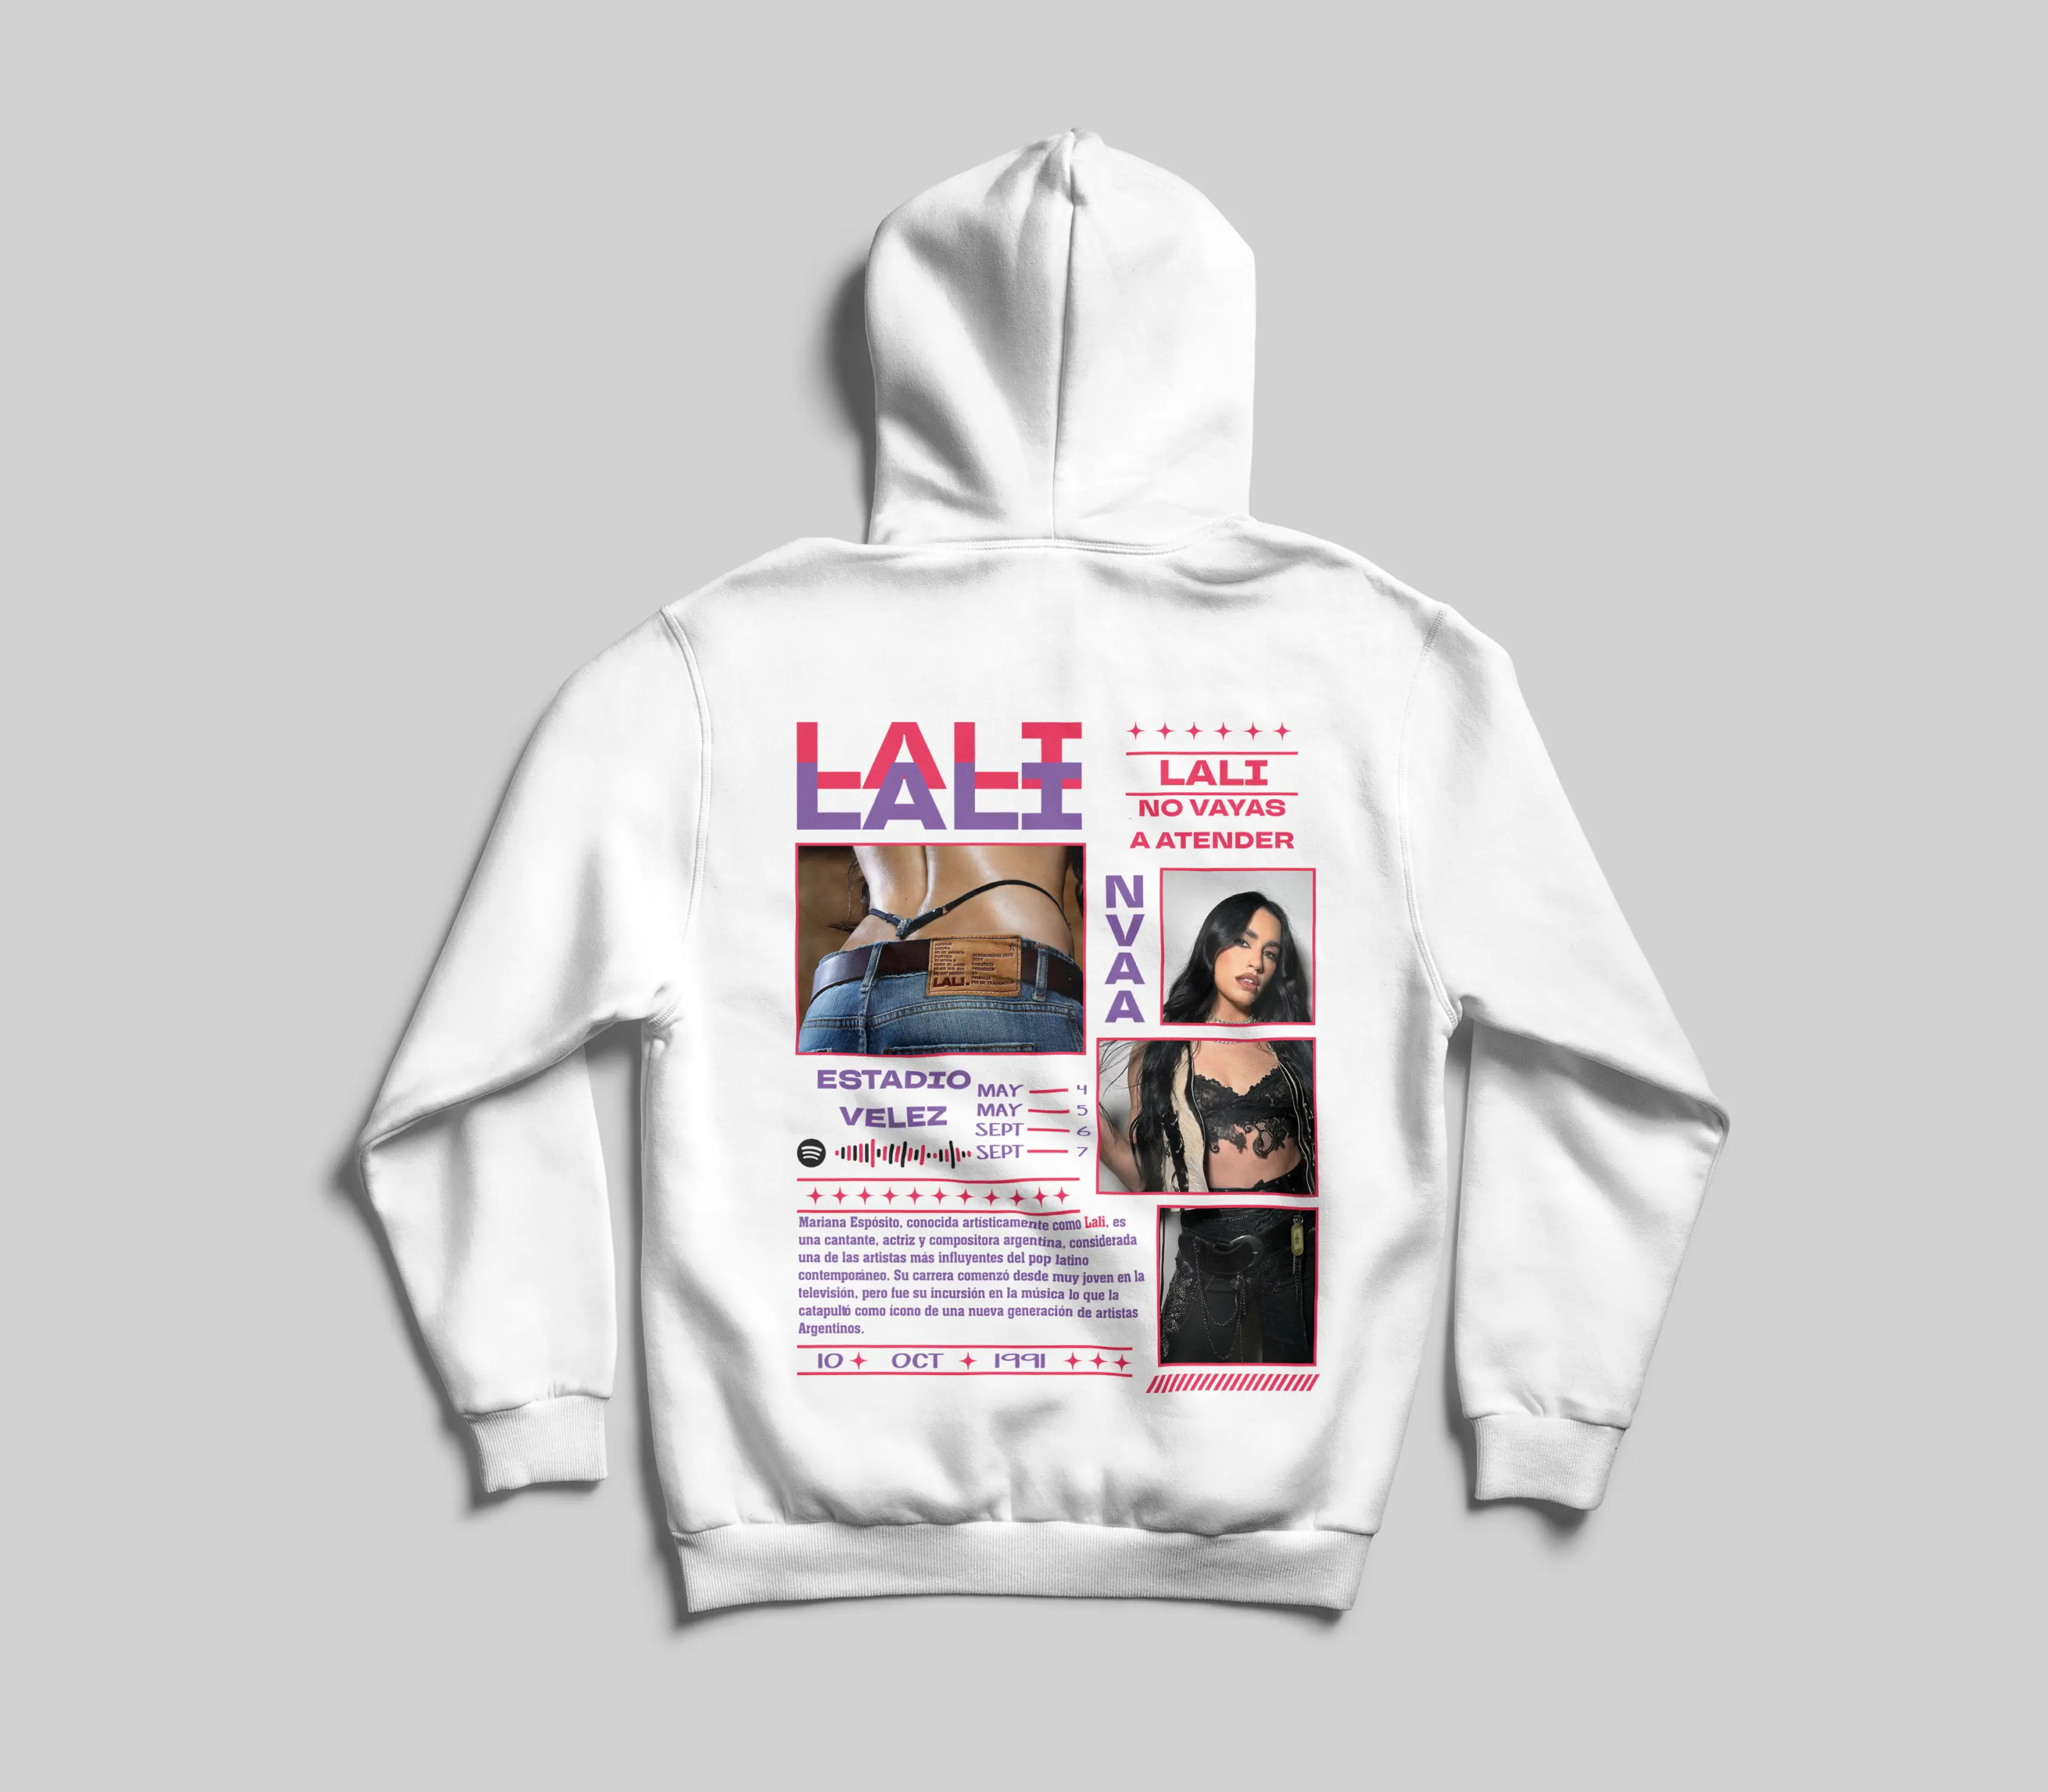 LALI
LALI
LALI
NO VAYAS
A ATENDER
N
V
A
A
LALI.
ESTADIO
VELEZ
MAY 4
MAY 5
SEPT 6
SEPT 7
Mariana Espósito, conocida artísticamente como Lali, es
una cantante, actriz y compositora argentina, considerada
una de las artistas más influyentes del pop latino
contemporáneo. Su carrera comenzó desde muy joven en la
televisión, pero fue su incursión en la música lo que la
catapultó como ícono de una nueva generación de artistas
Argentinos.
10 OCT 1991